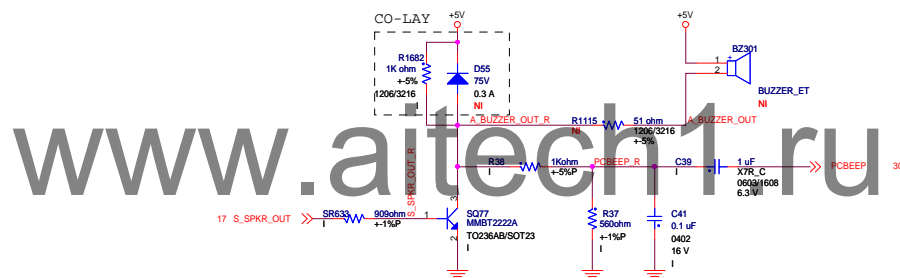 CO-LAY
+5V
+5V
R1682
1K ohm
+-5%
1206/3216
I
D55
75V
0.3 A
NI
BZ301
+
1
2
BUZZER_ET
NI
A_BUZZER_OUT_R
R1115
NI
51 ohm
1206/3216
+-5%
A_BUZZER_OUT
www.aitech1.ru
S_SPKR_OUT_R
R38
I
1Kohm
+-5%P
PCBEEP_R
C39
I
1 uF
X7R_C
0603/1608
6.3 V
PCBEEP
30
17 S_SPKR_OUT
SR633
I
909ohm
+-1%P
1
3
2
SQ77
MMBT2222A
TO236AB/SOT23
I
R37
560ohm
+-1%P
I
C41
0.1 uF
0402
16 V
I